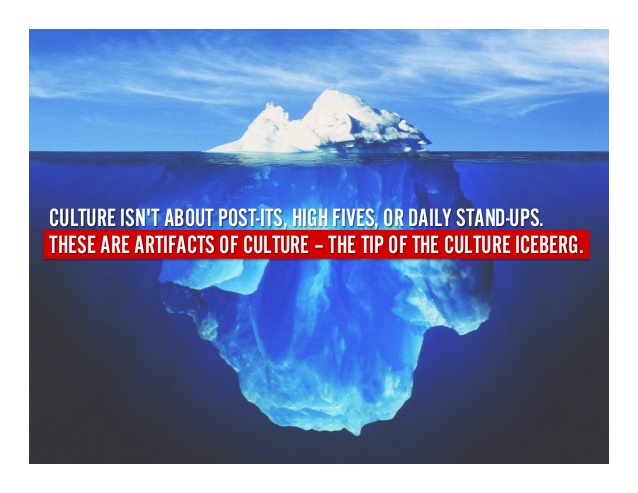 CULTURE ISN'T ABOUT POST-ITS, HIGH FIVES, OR DAILY STAND-UPS.
THESE ARE ARTIFACTS OF CULTURE – THE TIP OF THE CULTURE ICEBERG.